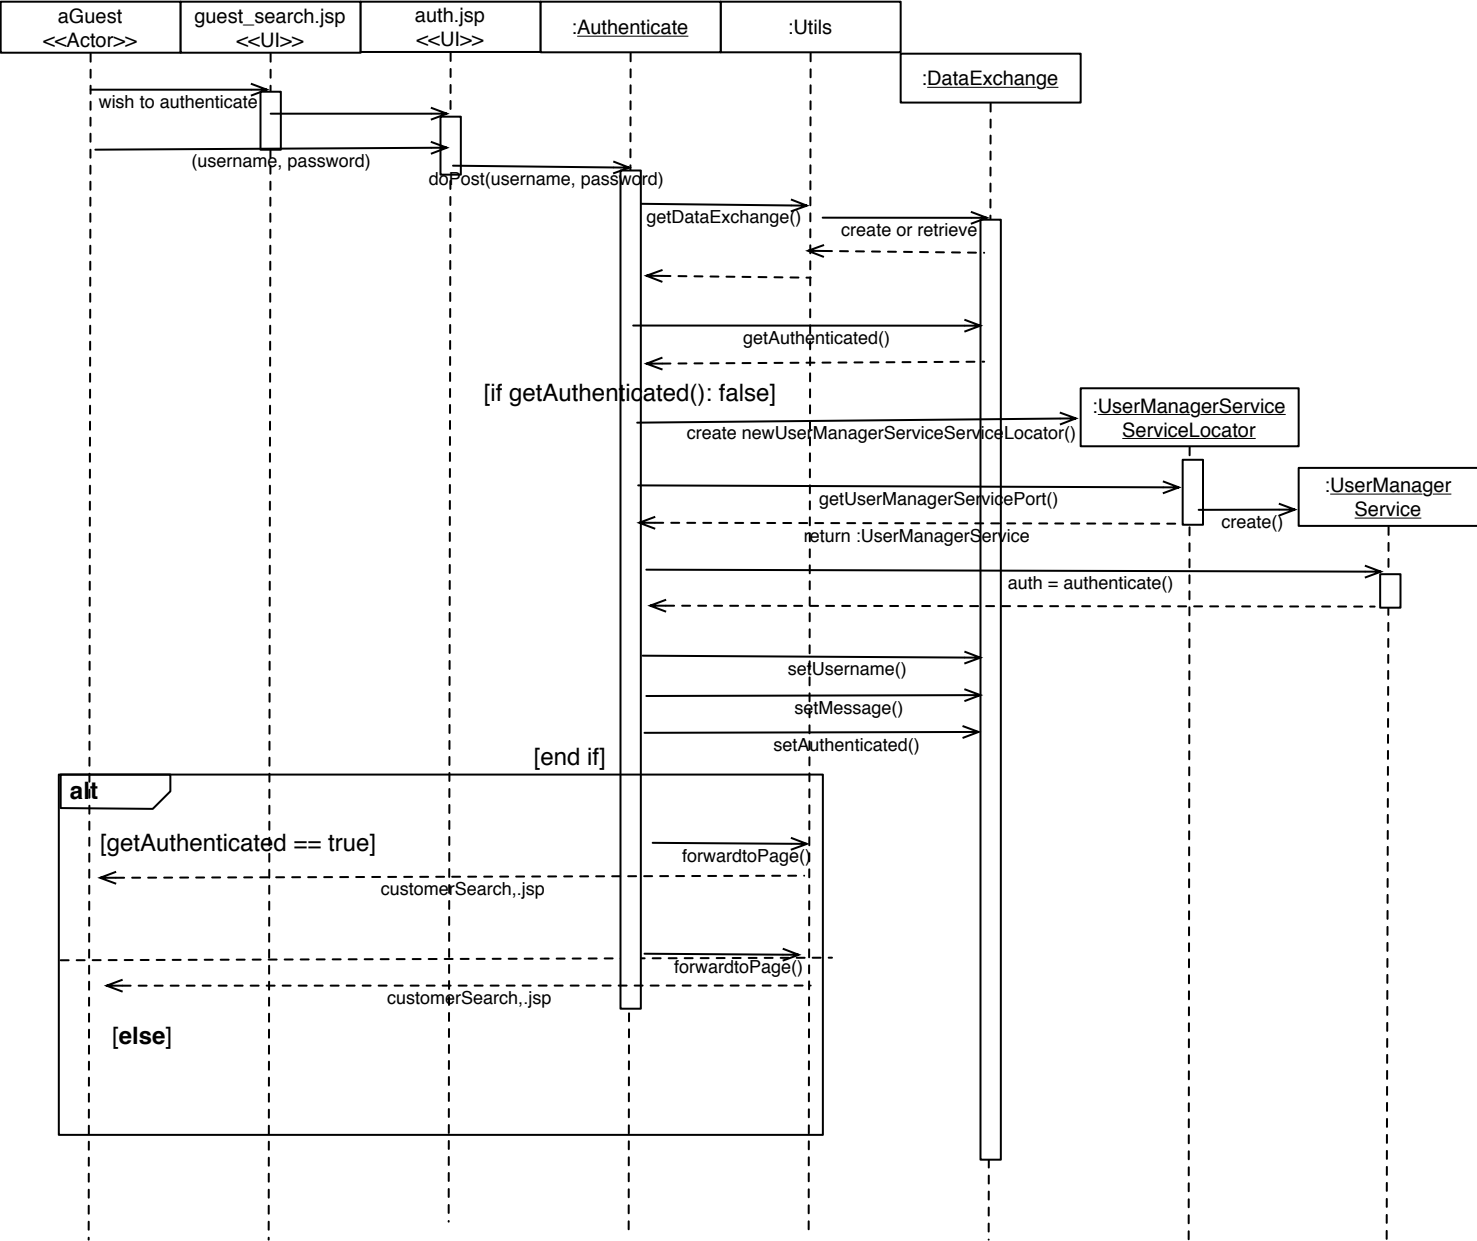 aGuest
<<Actor>>
guest_search.jsp
<<UI>>
auth.jsp
<<UI>>
:Authenticate
:Utils
:DataExchange
wish to authenticate
(username, password)
doPost(username, password)
getDataExchange()
create or retrieve
getAuthenticated()
[if getAuthenticated(): false]
:UserManagerService
ServiceLocator
create newUserManagerServiceServiceLocator()
:UserManager
Service
getUserManagerServicePort()
create()
return :UserManagerService
auth = authenticate()
setUsername()
setMessage()
setAuthenticated()
[end if]
alt
[getAuthenticated == true]
forwardtoPage()
customerSearch,.jsp
forwardtoPage()
customerSearch,.jsp
[else]